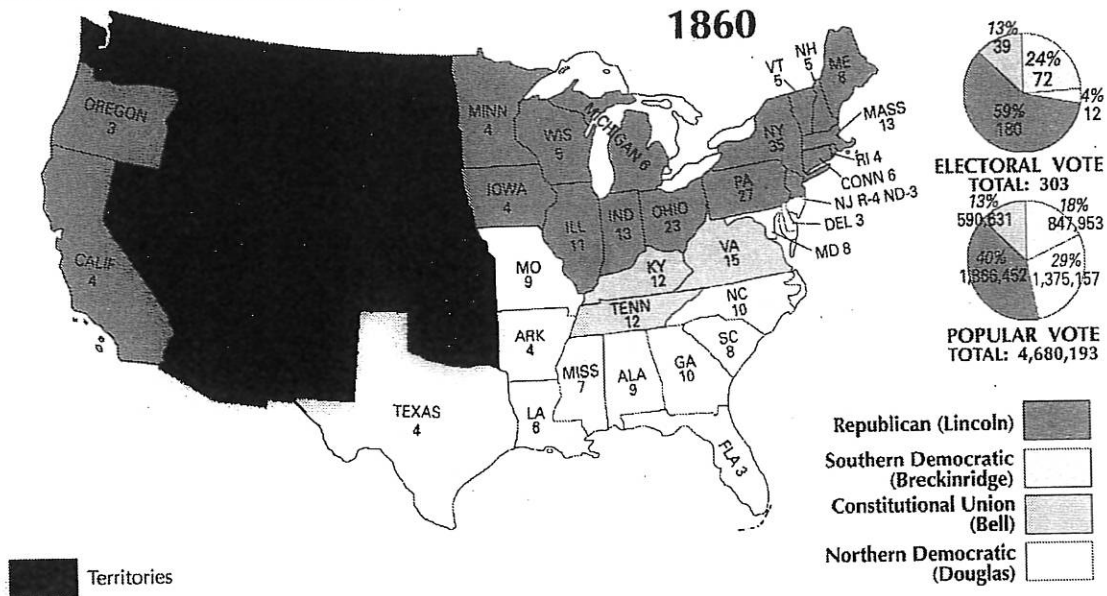 1860
OREGON
3
CALIF
4
MINN
4
WIS
5
MICHIGAN 6
IOWA
4
ILL
11
IND
13
OHIO
23
PA
27
NY
35
VT
5
NH
5
ME
8
MASS
13
RI 4
CONN 6
NJ R-4 ND-3
DEL 3
MD 8
VA
15
KY
12
TENN
12
NC
10
SC
8
GA
10
ALA
9
MISS
7
FLA 3
LA
6
ARK
4
MO
9
TEXAS
4
13%
39
24%
72
4%
12
59%
180
ELECTORAL VOTE
TOTAL: 303
13%
590,631
18%
847,953
40%
1,866,452
29%
1,375,157
POPULAR VOTE
TOTAL: 4,680,193
Republican (Lincoln)
Southern Democratic
(Breckinridge)
Constitutional Union
(Bell)
Northern Democratic
(Douglas)
Territories